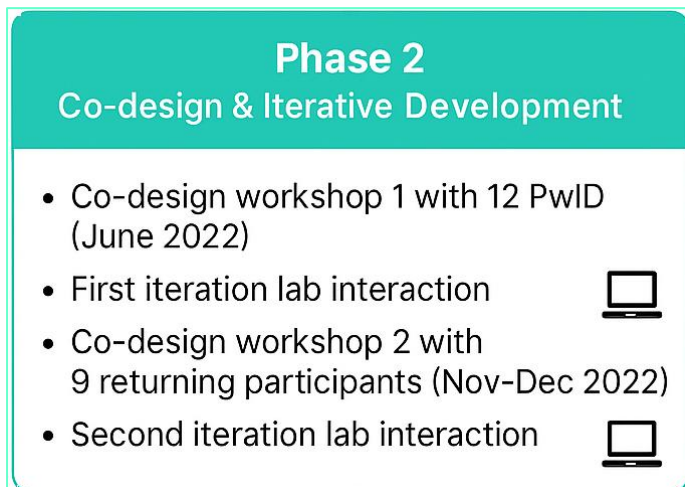 Phase 2
Co-design & Iterative Development
• Co-design workshop 1 with 12 PwID
(June 2022)
• First iteration lab interaction
• Co-design workshop 2 with
9 returning participants (Nov-Dec 2022)
• Second iteration lab interaction